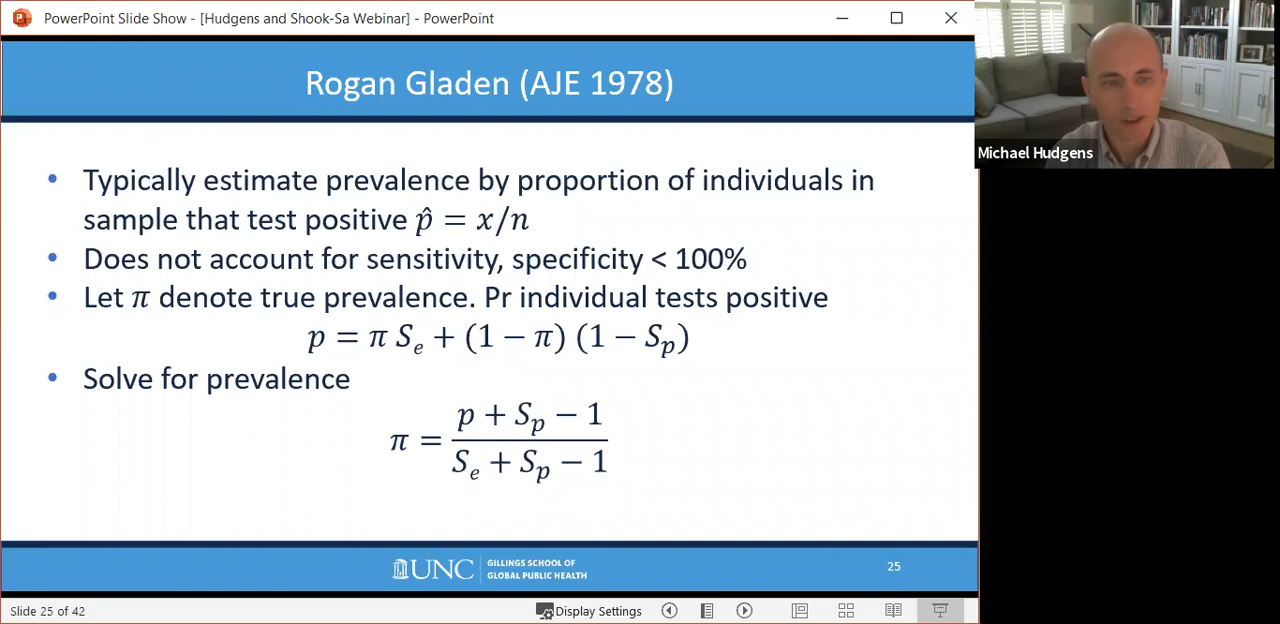 PowerPoint Slide Show - [Hudgens and Shook-Sa Webinar] - PowerPoint
Rogan Gladen (AJE 1978)
• Typically estimate prevalence by proportion of individuals in
sample that test positive p̂ = x/n
• Does not account for sensitivity, specificity < 100%
• Let π denote true prevalence. Pr individual tests positive
p = π Sₑ + (1 − π) (1 − Sₚ)
• Solve for prevalence
π = (p + Sₚ − 1) / (Sₑ + Sₚ − 1)
Michael Hudgens
UNC
GILLINGS SCHOOL OF
GLOBAL PUBLIC HEALTH
25
Slide 25 of 42
Display Settings